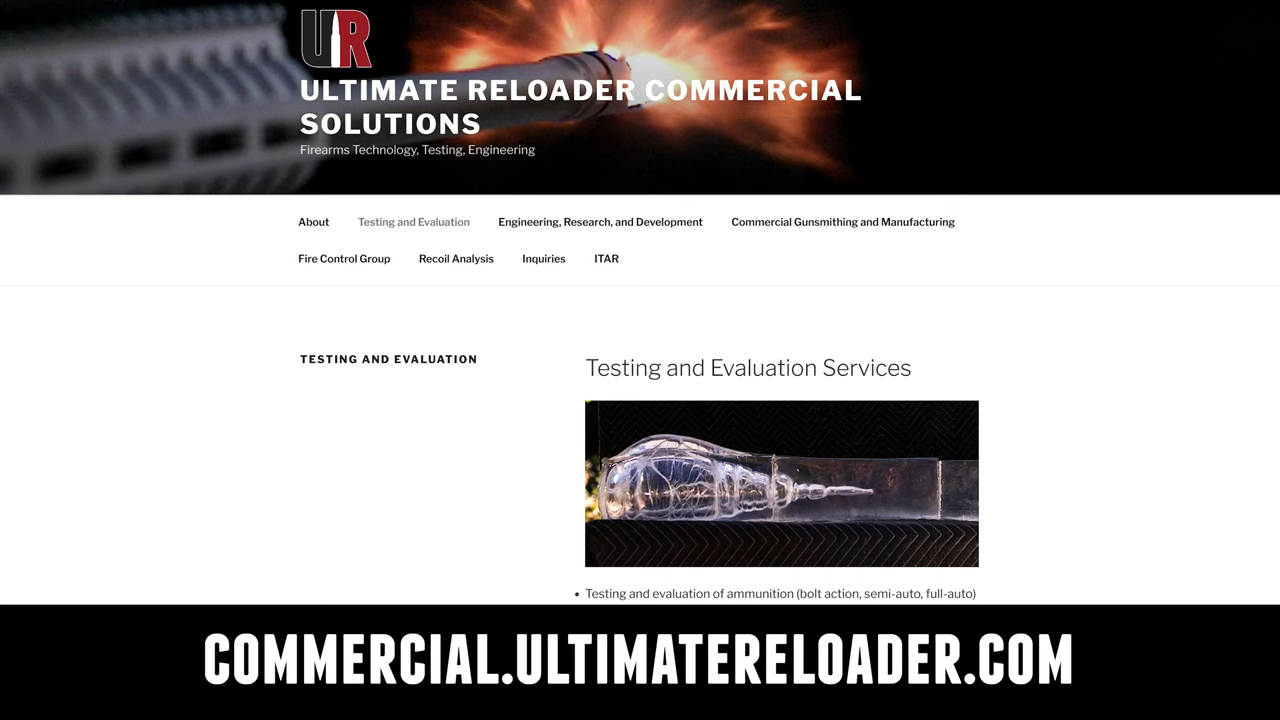 UR
ULTIMATE RELOADER COMMERCIAL
SOLUTIONS
Firearms Technology, Testing, Engineering
About Testing and Evaluation Engineering, Research, and Development Commercial Gunsmithing and Manufacturing
Fire Control Group Recoil Analysis Inquiries ITAR
TESTING AND EVALUATION
Testing and Evaluation Services
• Testing and evaluation of ammunition (bolt action, semi-auto, full-auto)
COMMERCIAL.ULTIMATERELOADER.COM